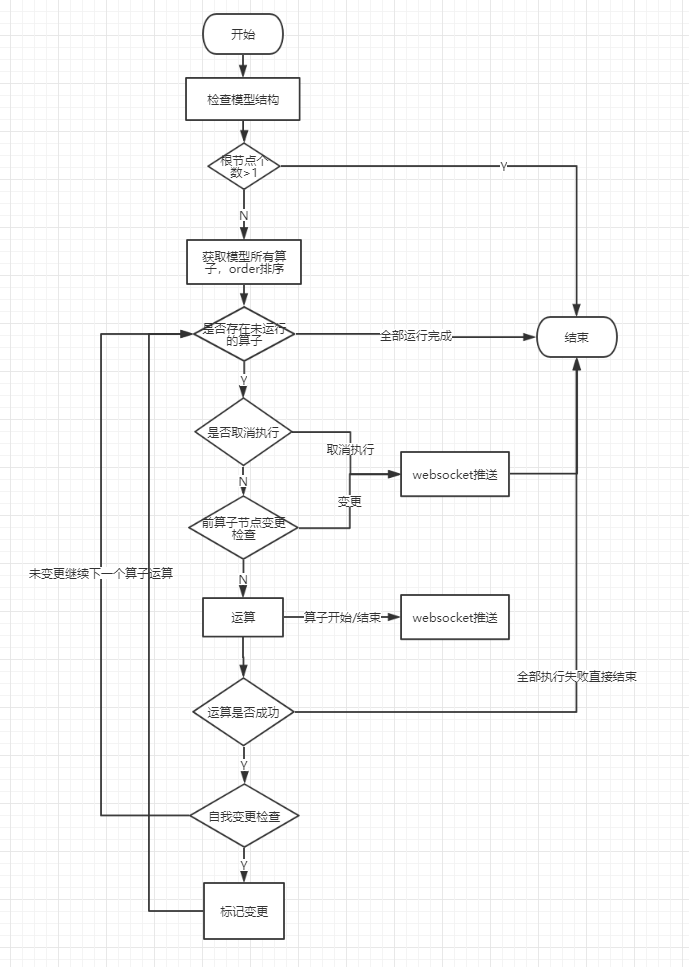 开始
检查模型结构
根节点个
数>1
Y
N
获取模型所有算
子，order排序
是否存在未运行
的算子
全部运行完成
结束
Y
是否取消执行
取消执行
websocket推送
N
变更
前算子节点变更
检查
未变更继续下一个算子运算
N
运算
算子开始/结束
websocket推送
全部执行失败直接结束
运算是否成功
Y
自我变更检查
Y
标记变更